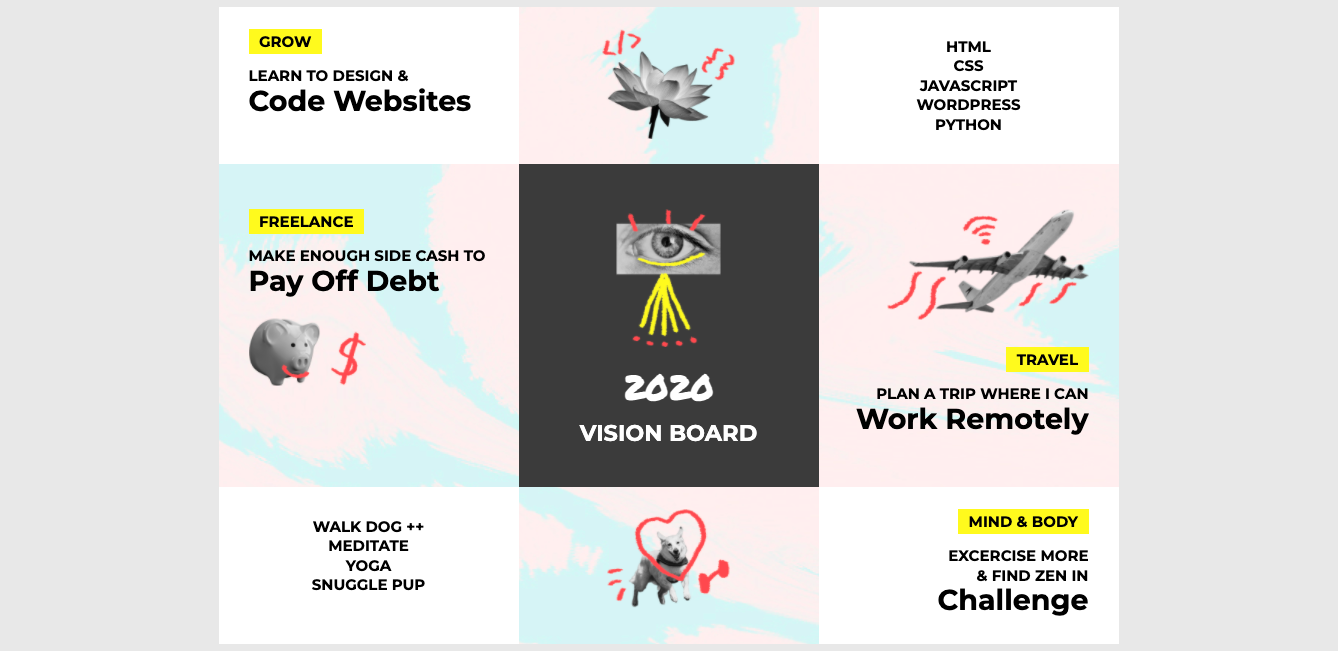 GROW
LEARN TO DESIGN &
Code Websites
</>
{ }
HTML
CSS
JAVASCRIPT
WORDPRESS
PYTHON
FREELANCE
MAKE ENOUGH SIDE CASH TO
Pay Off Debt
$
2020
VISION BOARD
TRAVEL
PLAN A TRIP WHERE I CAN
Work Remotely
WALK DOG ++
MEDITATE
YOGA
SNUGGLE PUP
MIND & BODY
EXCERCISE MORE
& FIND ZEN IN
Challenge